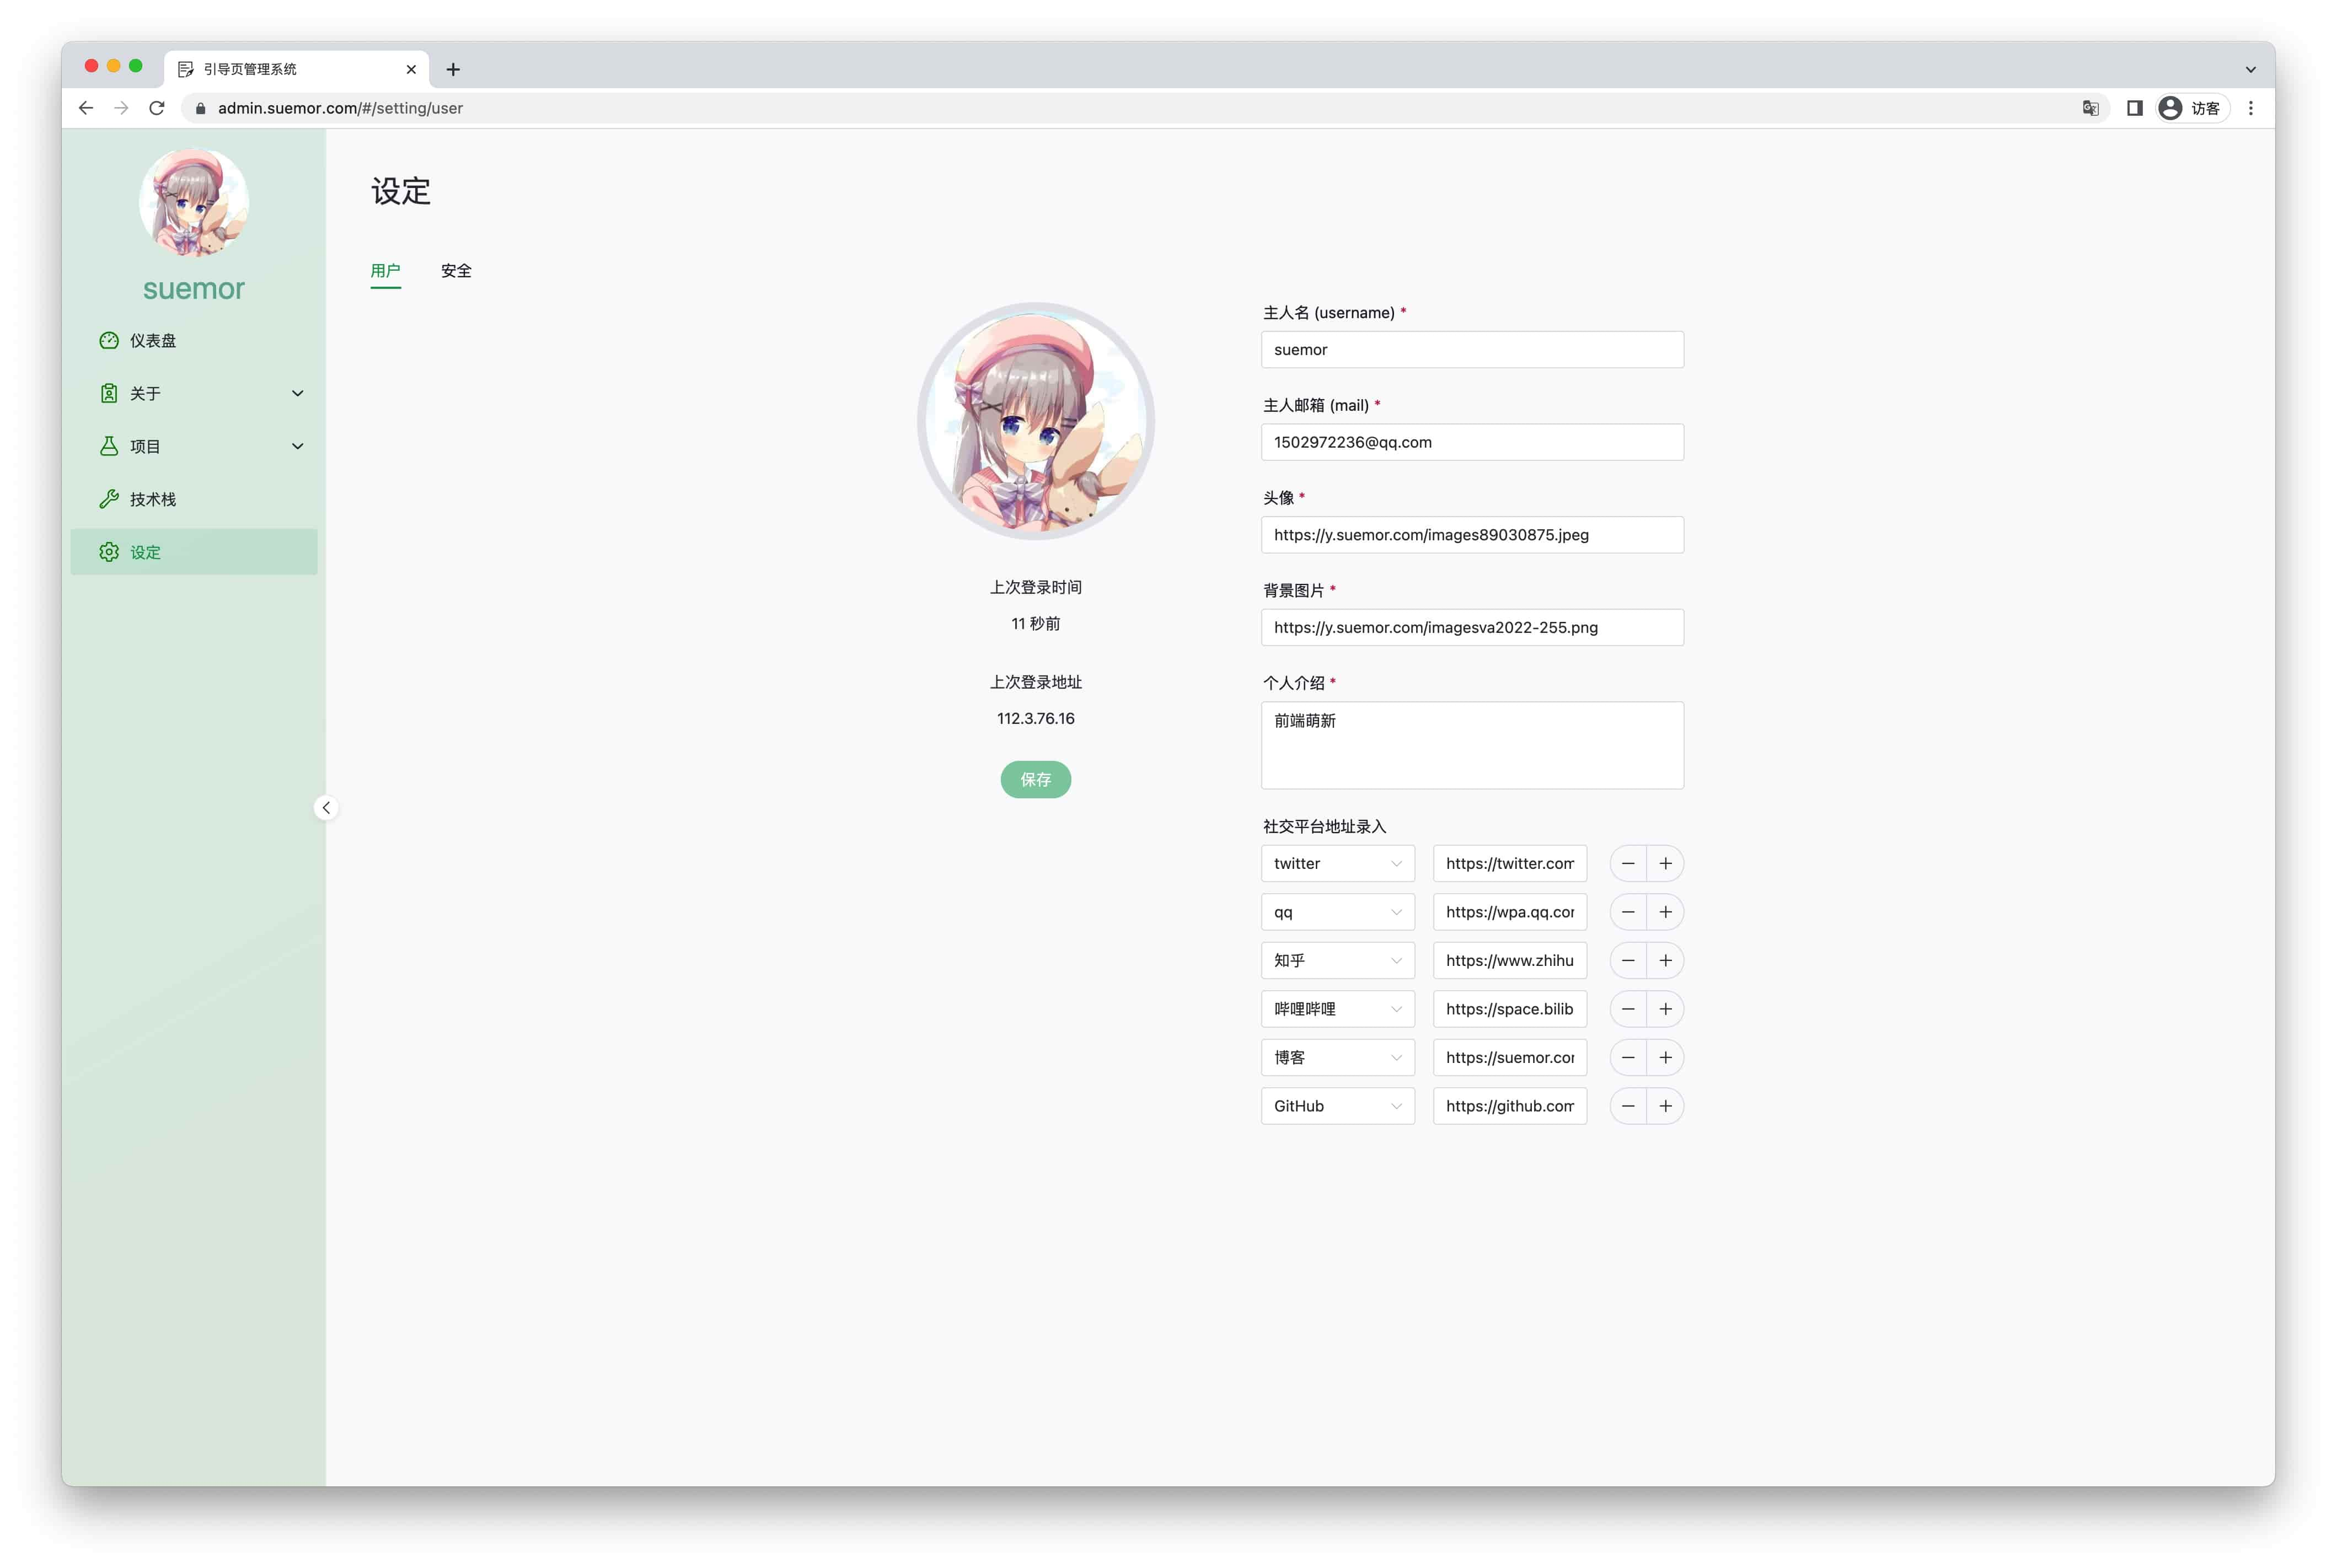 引导页管理系统
admin.suemor.com/#/setting/user
访客
suemor
仪表盘
关于
项目
技术栈
设定
设定
用户
安全
上次登录时间
11 秒前
上次登录地址
112.3.76.16
保存
主人名 (username) *
suemor
主人邮箱 (mail) *
1502972236@qq.com
头像 *
https://y.suemor.com/images89030875.jpeg
背景图片 *
https://y.suemor.com/imagesva2022-255.png
个人介绍 *
前端萌新
社交平台地址录入
twitter https://twitter.com
qq https://wpa.qq.cor
知乎 https://www.zhihu
哔哩哔哩 https://space.bilib
博客 https://suemor.cor
GitHub https://github.com